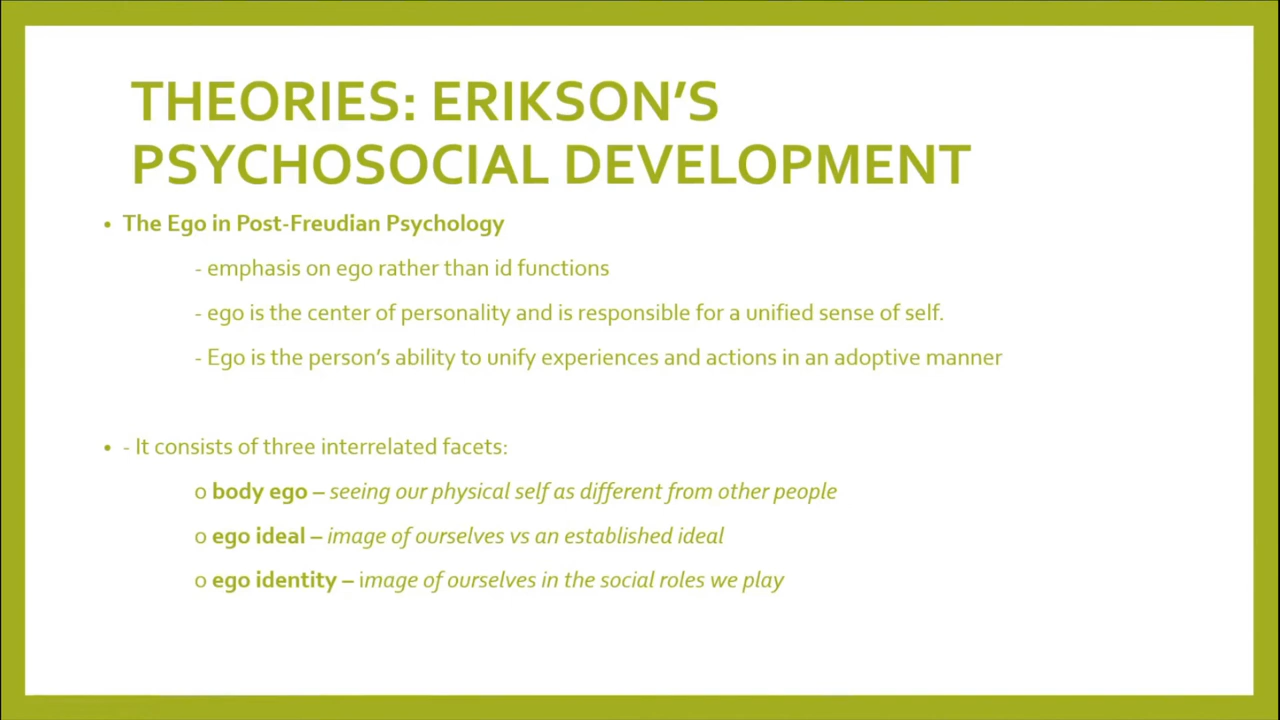 THEORIES: ERIKSON’S
PSYCHOSOCIAL DEVELOPMENT
• The Ego in Post-Freudian Psychology
- emphasis on ego rather than id functions
- ego is the center of personality and is responsible for a unified sense of self.
- Ego is the person’s ability to unify experiences and actions in an adoptive manner
• - It consists of three interrelated facets:
o body ego – seeing our physical self as different from other people
o ego ideal – image of ourselves vs an established ideal
o ego identity – image of ourselves in the social roles we play